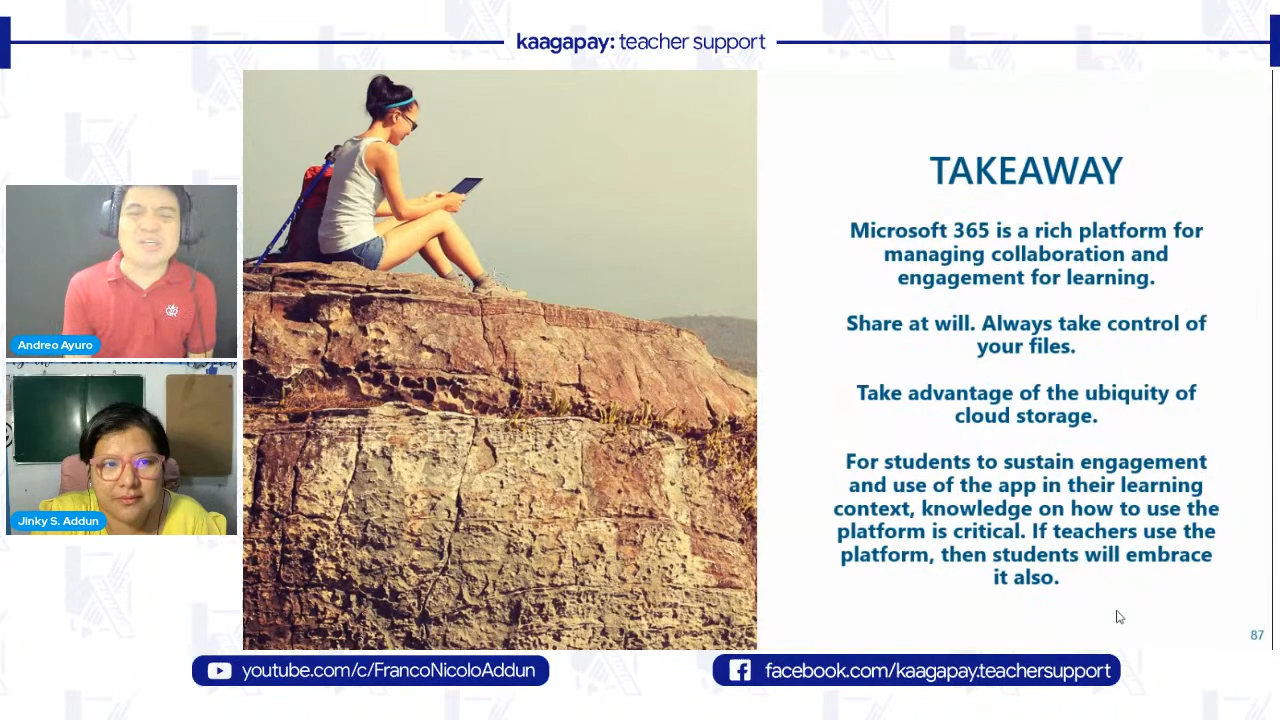 kaagapay: teacher support
TAKEAWAY
Microsoft 365 is a rich platform for
managing collaboration and
engagement for learning.
Share at will. Always take control of
your files.
Take advantage of the ubiquity of
cloud storage.
For students to sustain engagement
and use of the app in their learning
context, knowledge on how to use the
platform is critical. If teachers use the
platform, then students will embrace
it also.
87
Andreo Ayuro
Jinky S. Addun
youtube.com/c/FrancoNicoloAddun
facebook.com/kaagapay.teachersupport